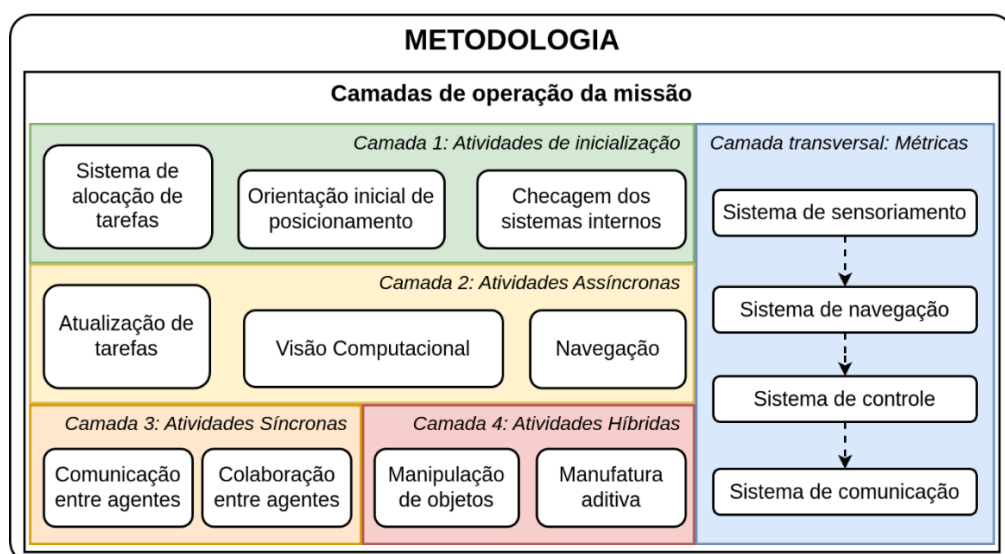 METODOLOGIA
Camadas de operação da missão
Camada 1: Atividades de inicialização
Sistema de
alocação de
tarefas
Orientação inicial de
posicionamento
Checagem dos
sistemas internos
Camada 2: Atividades Assíncronas
Atualização de
tarefas
Visão Computacional
Navegação
Camada 3: Atividades Síncronas
Comunicação
entre agentes
Colaboração
entre agentes
Camada 4: Atividades Híbridas
Manipulação
de objetos
Manufatura
aditiva
Camada transversal: Métricas
Sistema de sensoriamento
Sistema de navegação
Sistema de controle
Sistema de comunicação